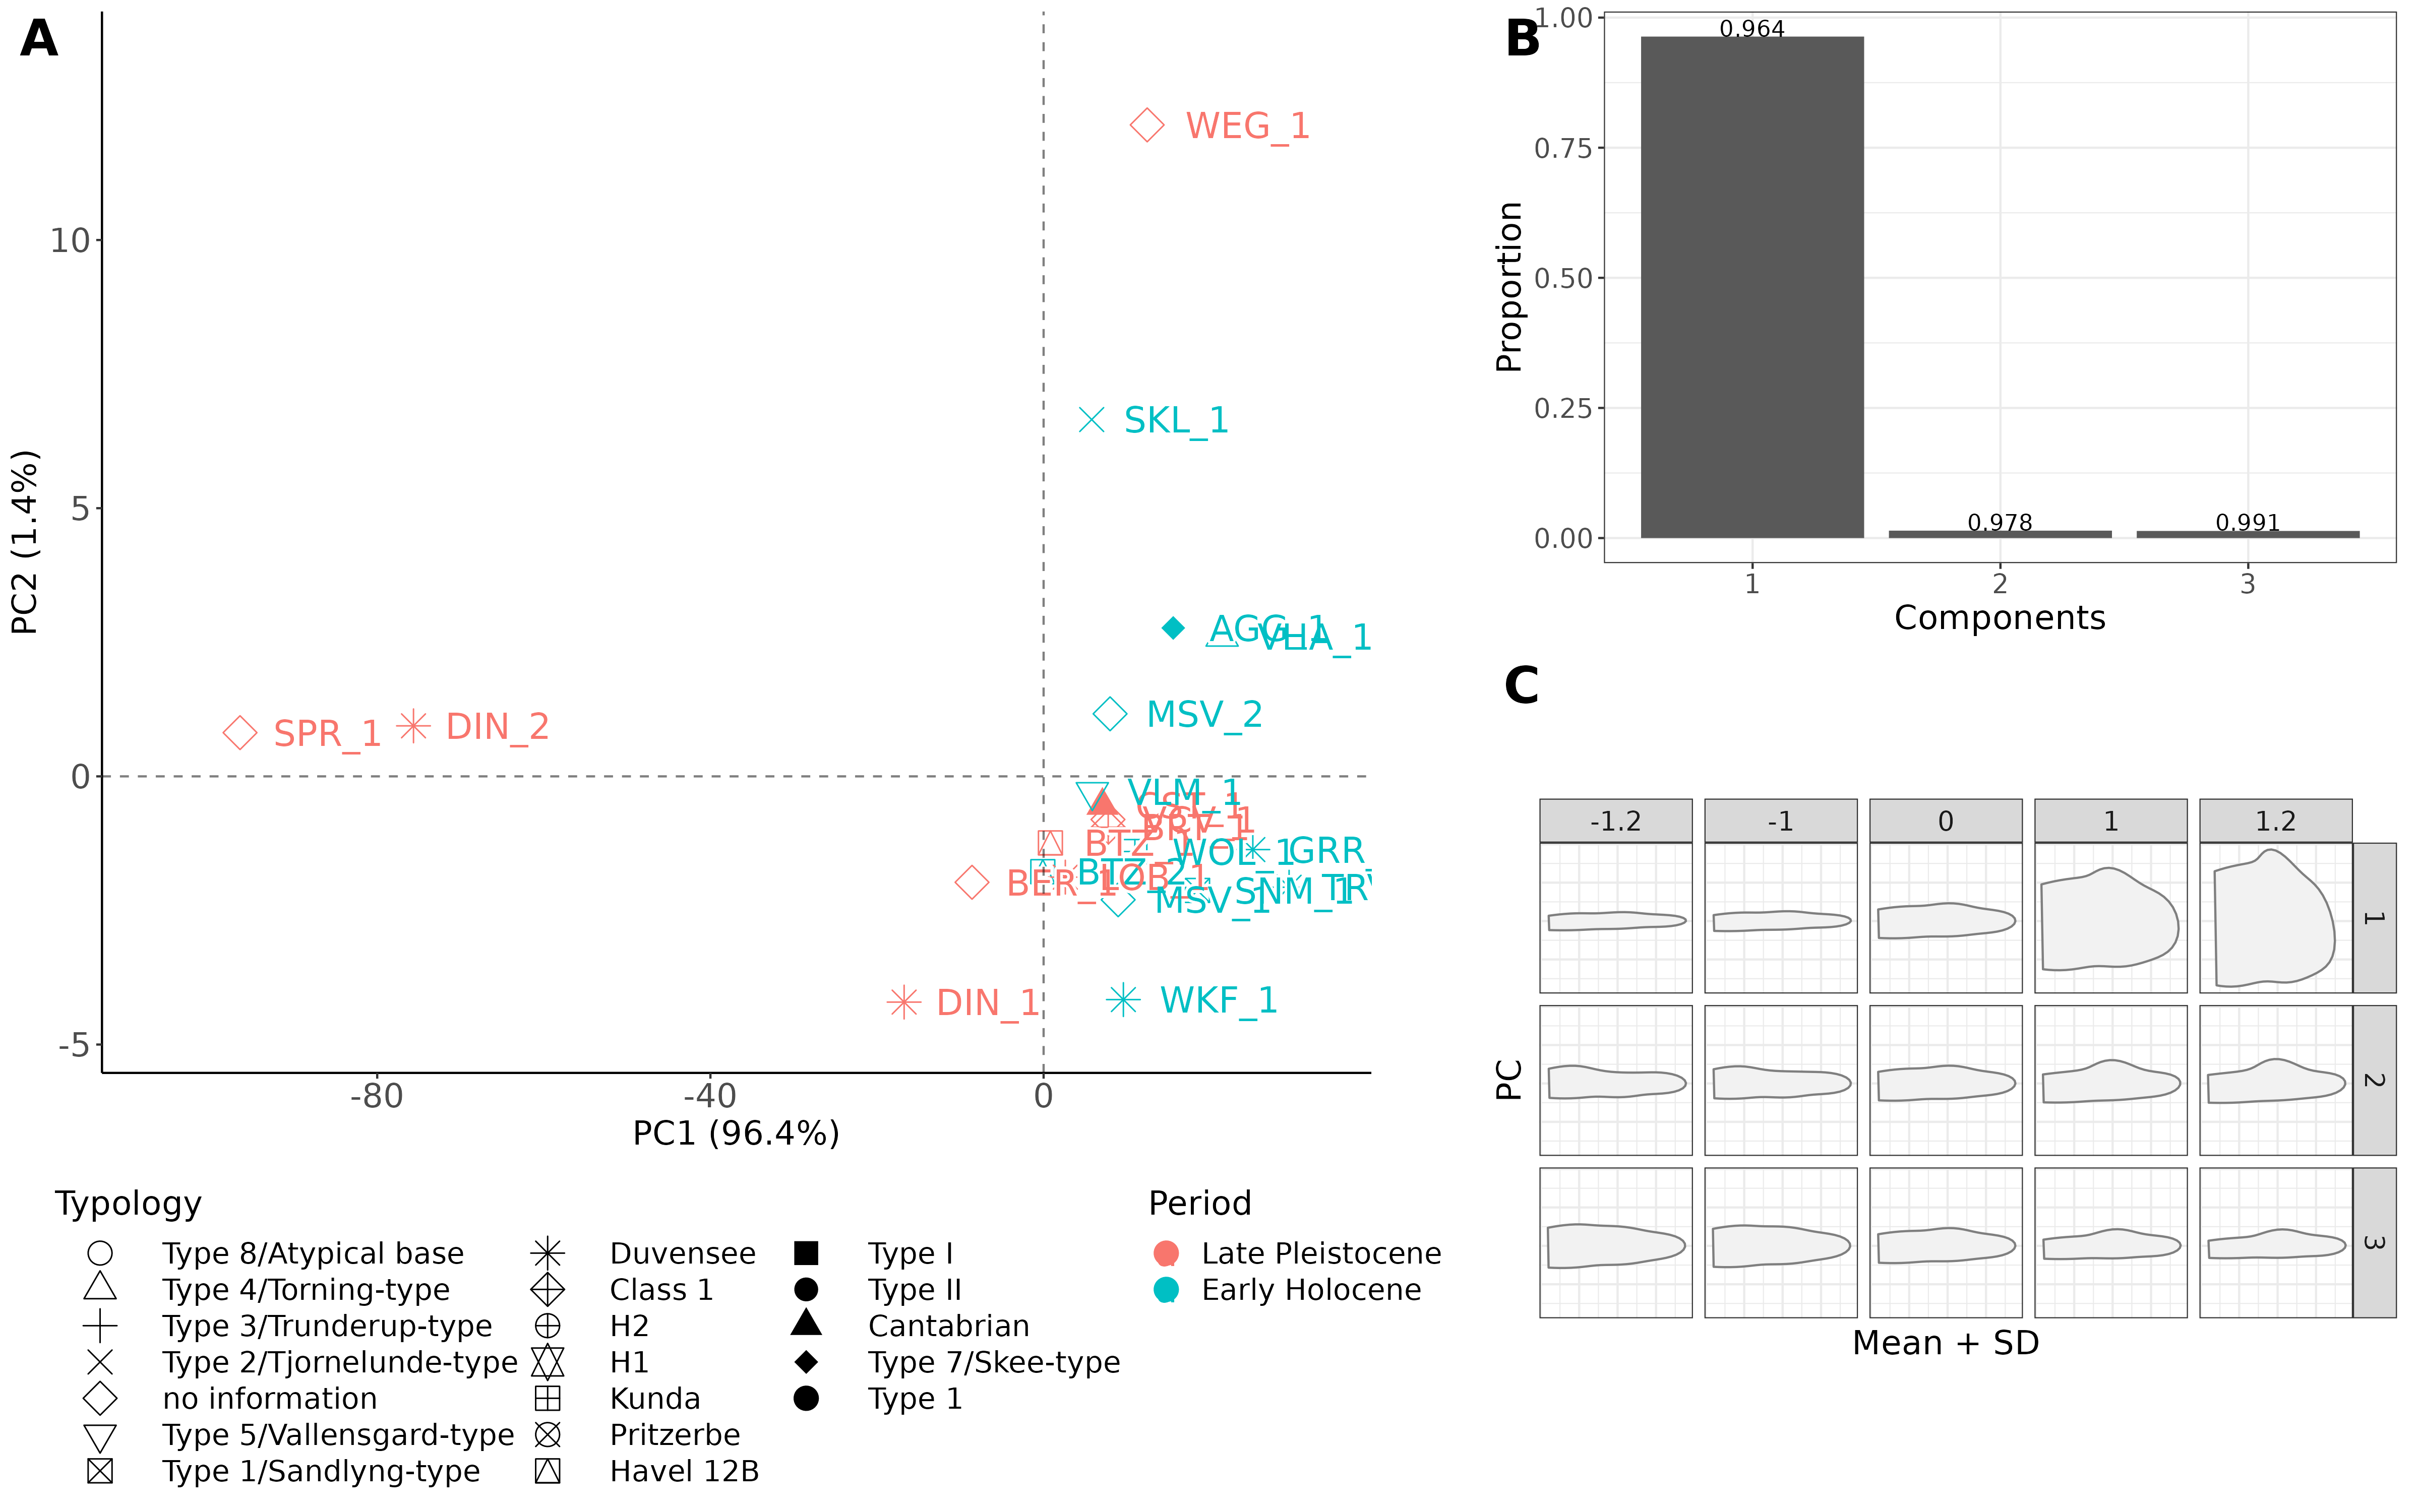 A
PC2 (1.4%)
10
5
0
-5
-80
-40
0
PC1 (96.4%)
WEG_1
SKL_1
AGG_1
VHA_1
MSV_2
SPR_1
DIN_2
VLM_1
BTZ_1
WOL_1
GRR
BTZ_2
LOB_1
BER_1
SNM_1
MSV_1
DIN_1
WKF_1
Typology
Type 8/Atypical base
Type 4/Torning-type
Type 3/Trunderup-type
Type 2/Tjornelunde-type
no information
Type 5/Vallensgard-type
Type 1/Sandlyng-type
Duvensee
Class 1
H2
H1
Kunda
Pritzerbe
Havel 12B
Type I
Type II
Cantabrian
Type 7/Skee-type
Type 1
Period
Late Pleistocene
Early Holocene
B
Proportion
1.00
0.75
0.50
0.25
0.00
0.964
0.978
0.991
1
2
3
Components
C
-1.2
-1
0
1
1.2
1
2
3
PC
Mean + SD